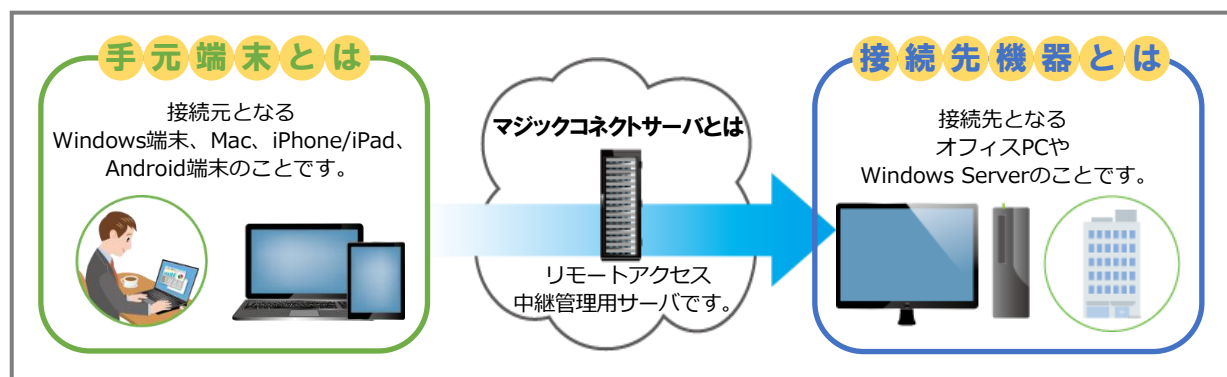 手元端末とは
接続元となる
Windows端末、Mac、iPhone/iPad、
Android端末のことです。
マジックコネクトサーバとは
リモートアクセス
中継管理用サーバです。
接続先機器とは
接続先となる
オフィスPCや
Windows Serverのことです。